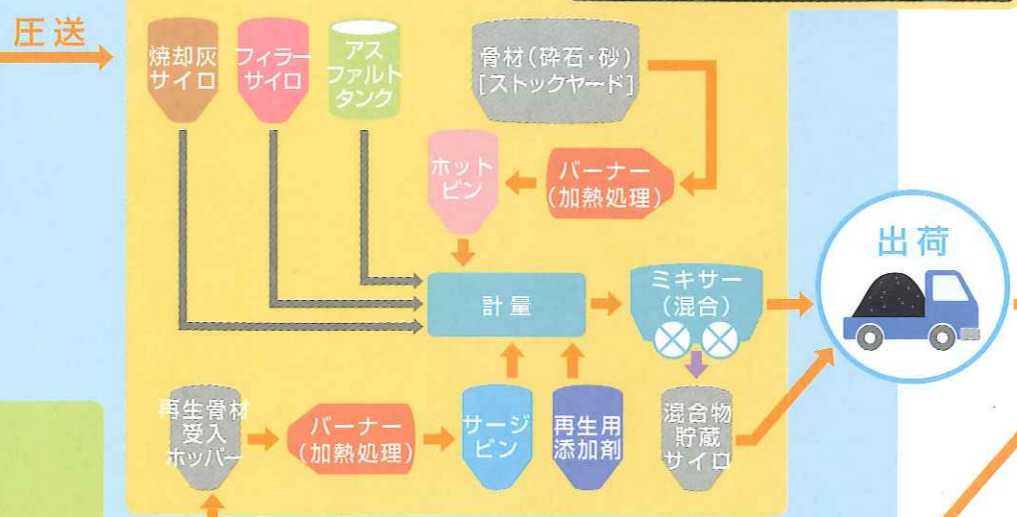 圧送
焼却灰
サイロ
フィラー
サイロ
アス
ファルト
タンク
骨材(砕石・砂)
[ストックヤード]
ホット
ビン
バーナー
(加熱処理)
計量
ミキサー
(混合)
出荷
再生骨材
受入
ホッパー
バーナー
(加熱処理)
サージ
ビン
再生用
添加剤
混合物
貯蔵
サイロ